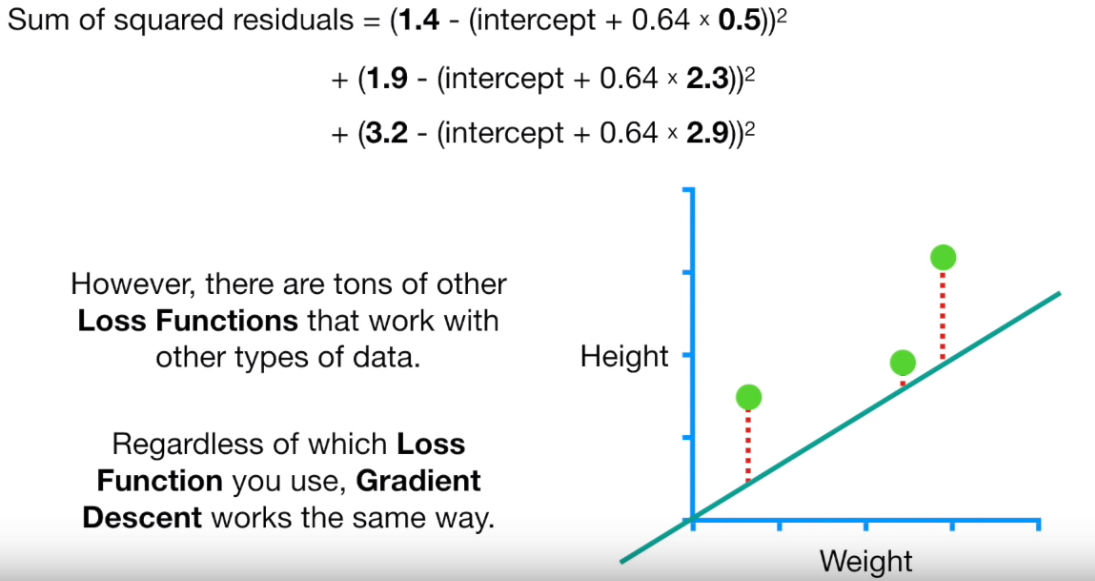 Sum of squared residuals = (1.4 - (intercept + 0.64 × 0.5))²
+ (1.9 - (intercept + 0.64 × 2.3))²
+ (3.2 - (intercept + 0.64 × 2.9))²
However, there are tons of other
Loss Functions that work with
other types of data.
Regardless of which Loss
Function you use, Gradient
Descent works the same way.
Height
Weight